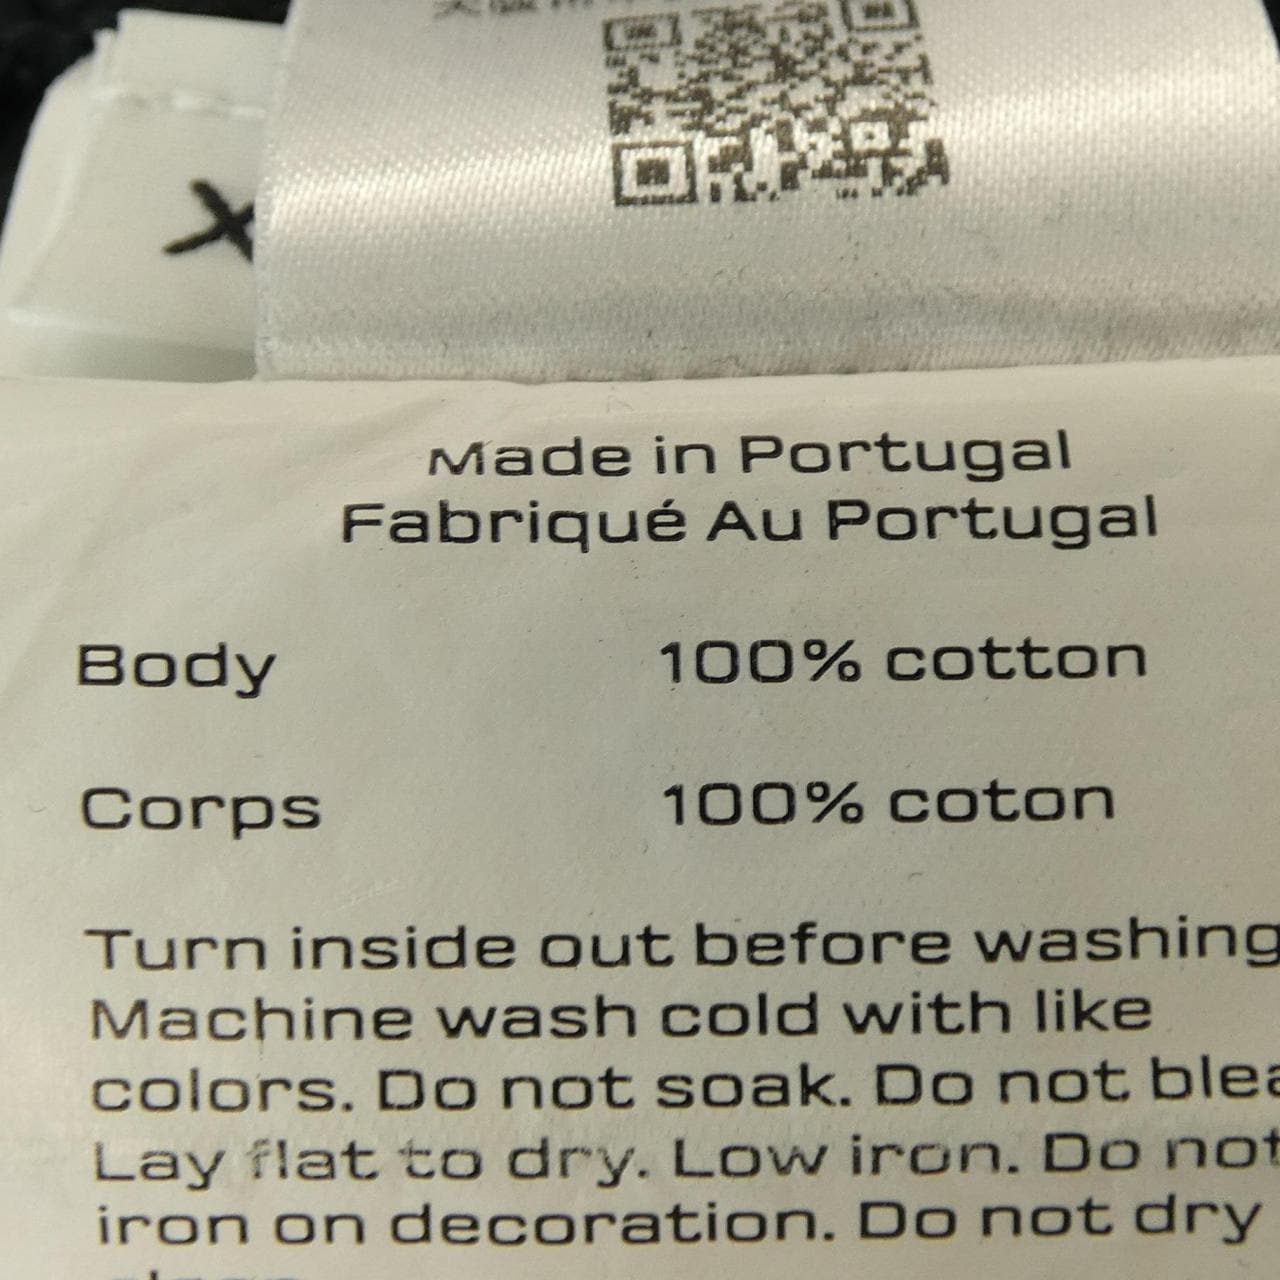 X
Made in Portugal
Fabriqué Au Portugal
Body 100% cotton
Corps 100% coton
Turn inside out before washing
Machine wash cold with like
colors. Do not soak. Do not blea
Lay flat to dry. Low iron. Do not
iron on decoration. Do not dry